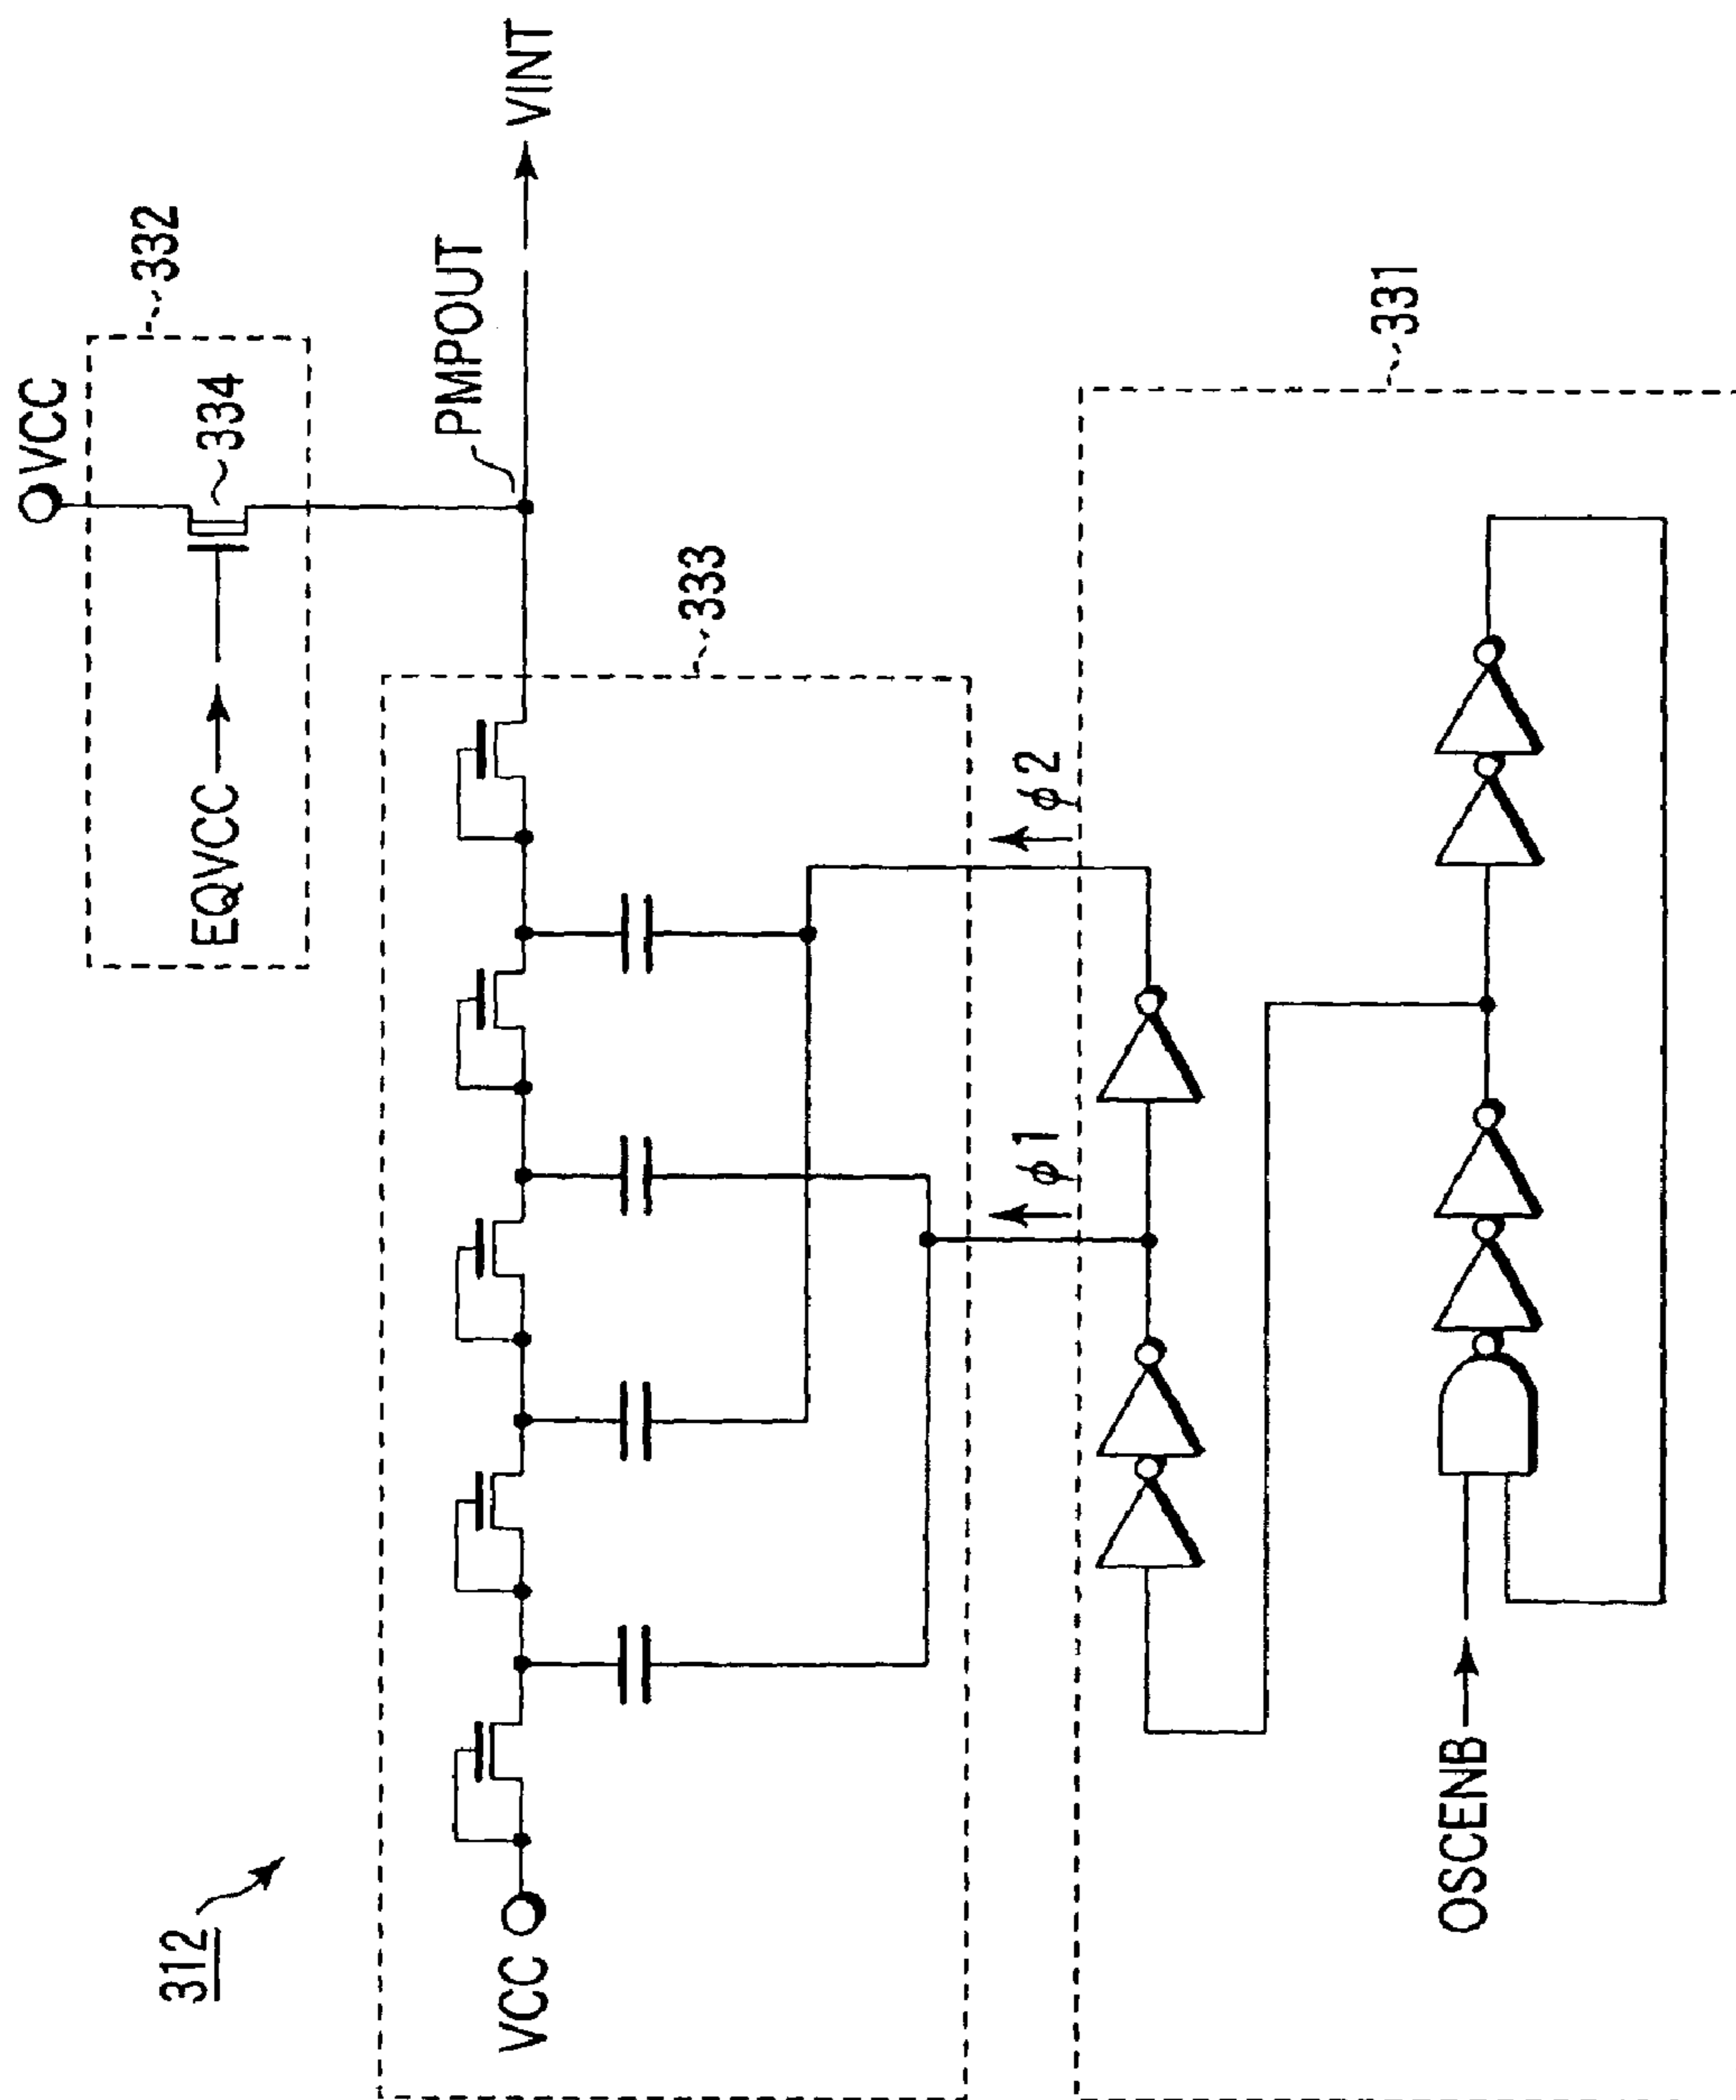 312
VCC
332
334
EQVCC
VCC
PMPOUT
VINT
333
φ1
φ2
331
OSCENB